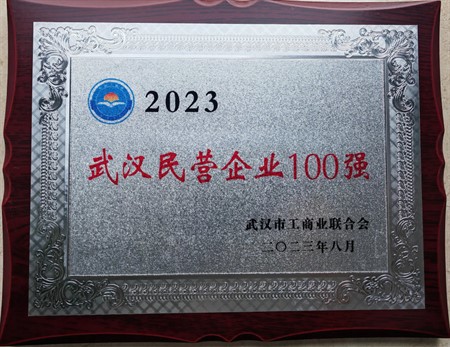 2023
武汉民营企业100强
武汉市工商业联合会
二〇二三年八月